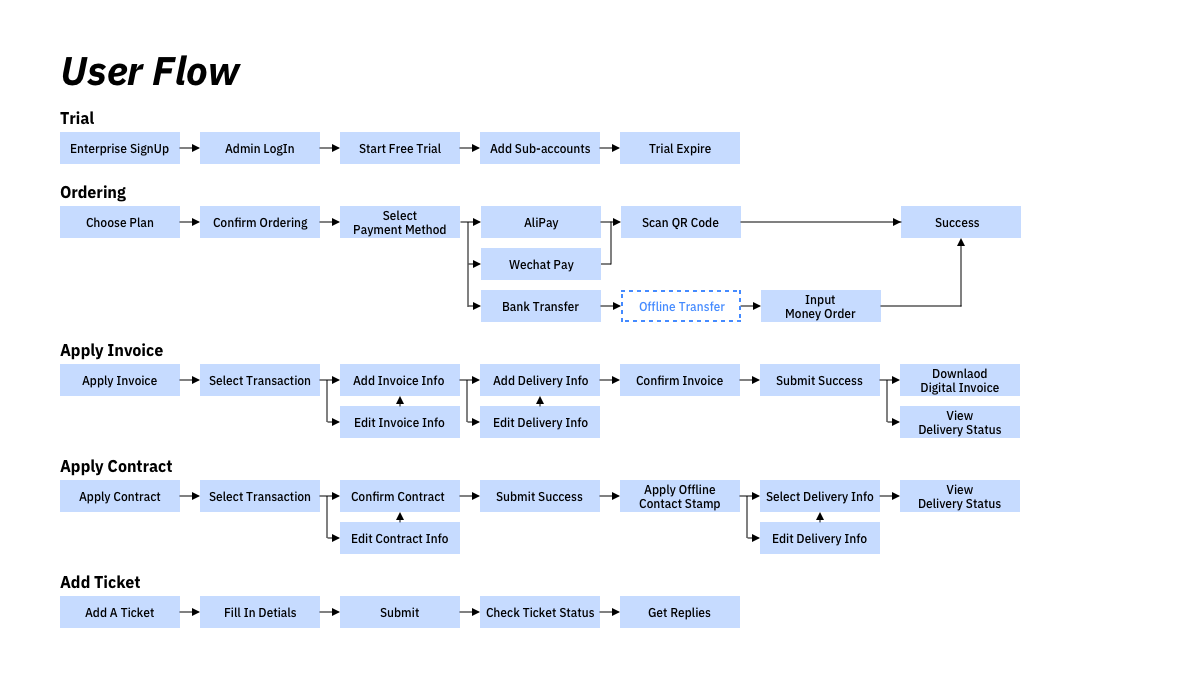 User Flow
Trial
Enterprise SignUp
Admin LogIn
Start Free Trial
Add Sub-accounts
Trial Expire
Ordering
Choose Plan
Confirm Ordering
Select
Payment Method
AliPay
Scan QR Code
Success
Wechat Pay
Bank Transfer
Offline Transfer
Input
Money Order
Apply Invoice
Apply Invoice
Select Transaction
Add Invoice Info
Add Delivery Info
Confirm Invoice
Submit Success
Downlaod
Digital Invoice
Edit Invoice Info
Edit Delivery Info
View
Delivery Status
Apply Contract
Apply Contract
Select Transaction
Confirm Contract
Submit Success
Apply Offline
Contact Stamp
Select Delivery Info
View
Delivery Status
Edit Contract Info
Edit Delivery Info
Add Ticket
Add A Ticket
Fill In Detials
Submit
Check Ticket Status
Get Replies